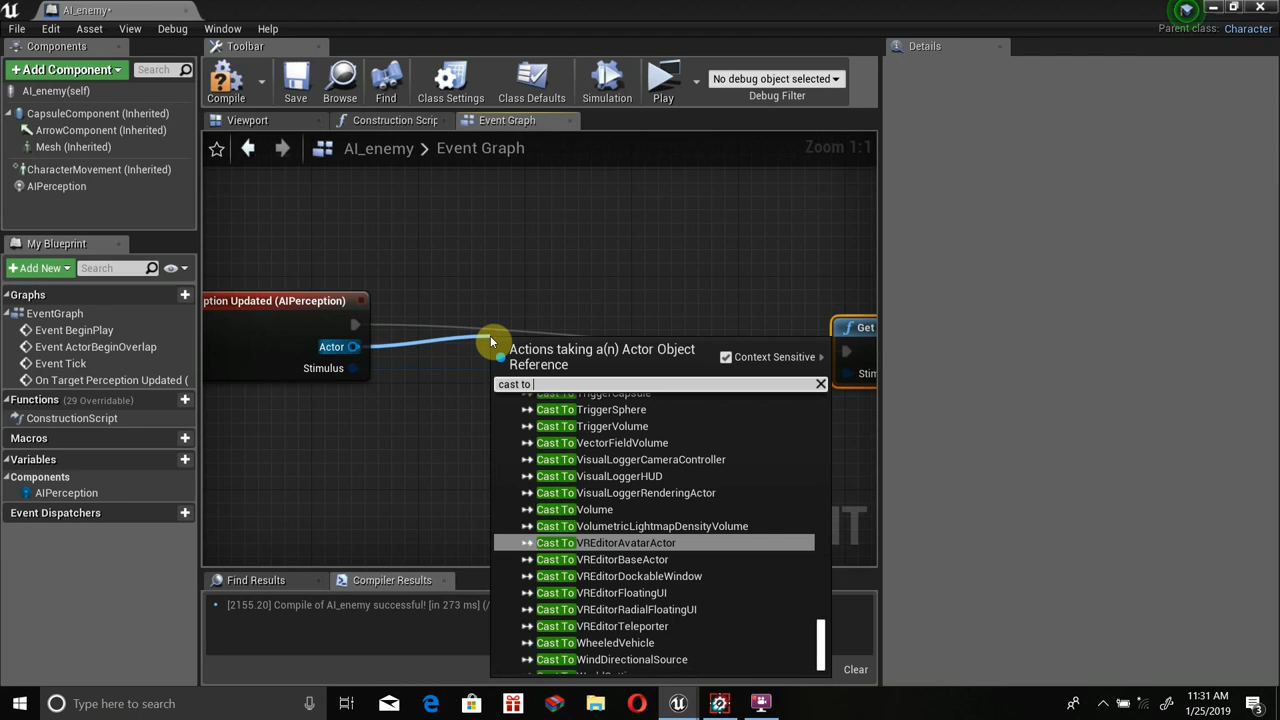 AI_enemy*
File Edit Asset View Debug Window Help
Parent class: Character
Components
Toolbar
Details
+Add Component
Search
AI_enemy(self)
CapsuleComponent (Inherited)
ArrowComponent (Inherited)
Mesh (Inherited)
CharacterMovement (Inherited)
AIPerception
Compile
Save
Browse
Find
Class Settings
Class Defaults
Simulation
Play
No debug object selected
Debug Filter
Viewport
Construction Scrip
Event Graph
AI_enemy > Event Graph
Zoom 1:1
My Blueprint
+Add New
Search
Graphs
EventGraph
Event BeginPlay
Event ActorBeginOverlap
Event Tick
On Target Perception Updated (
Functions (29 Overridable)
ConstructionScript
Macros
Variables
Components
AIPerception
Event Dispatchers
ption Updated (AIPerception)
Actor
Stimulus
f Get
Stim
Actions taking a(n) Actor Object
Reference
Context Sensitive
cast to
Cast To TriggerCapsule
Cast To TriggerSphere
Cast To TriggerVolume
Cast To VectorFieldVolume
Cast To VisualLoggerCameraController
Cast To VisualLoggerHUD
Cast To VisualLoggerRenderingActor
Cast To Volume
Cast To VolumetricLightmapDensityVolume
Cast To VREditorAvatarActor
Cast To VREditorBaseActor
Cast To VREditorDockableWindow
Cast To VREditorFloatingUI
Cast To VREditorRadialFloatingUI
Cast To VREditorTeleporter
Cast To WheeledVehicle
Cast To WindDirectionalSource
Find Results
Compiler Results
[2155.20] Compile of AI_enemy successful! [in 273 ms] (/
Clear
Type here to search
11:31 AM
1/25/2019
3